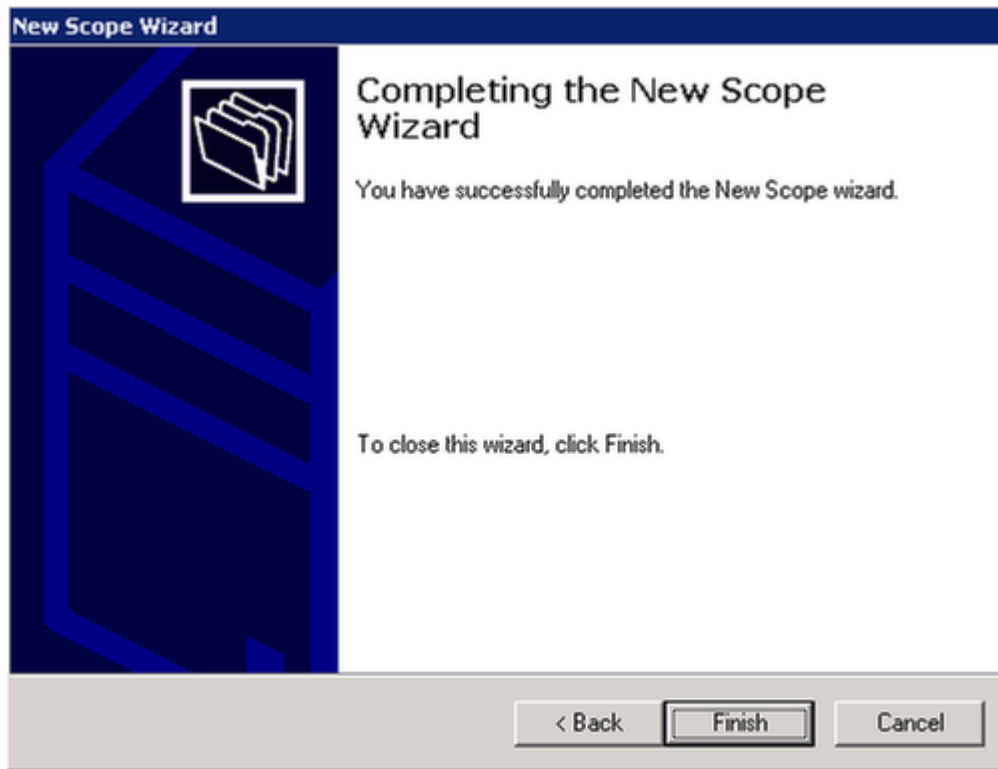 New Scope Wizard
Completing the New Scope
Wizard
You have successfully completed the New Scope wizard.
To close this wizard, click Finish.
< Back
Finish
Cancel